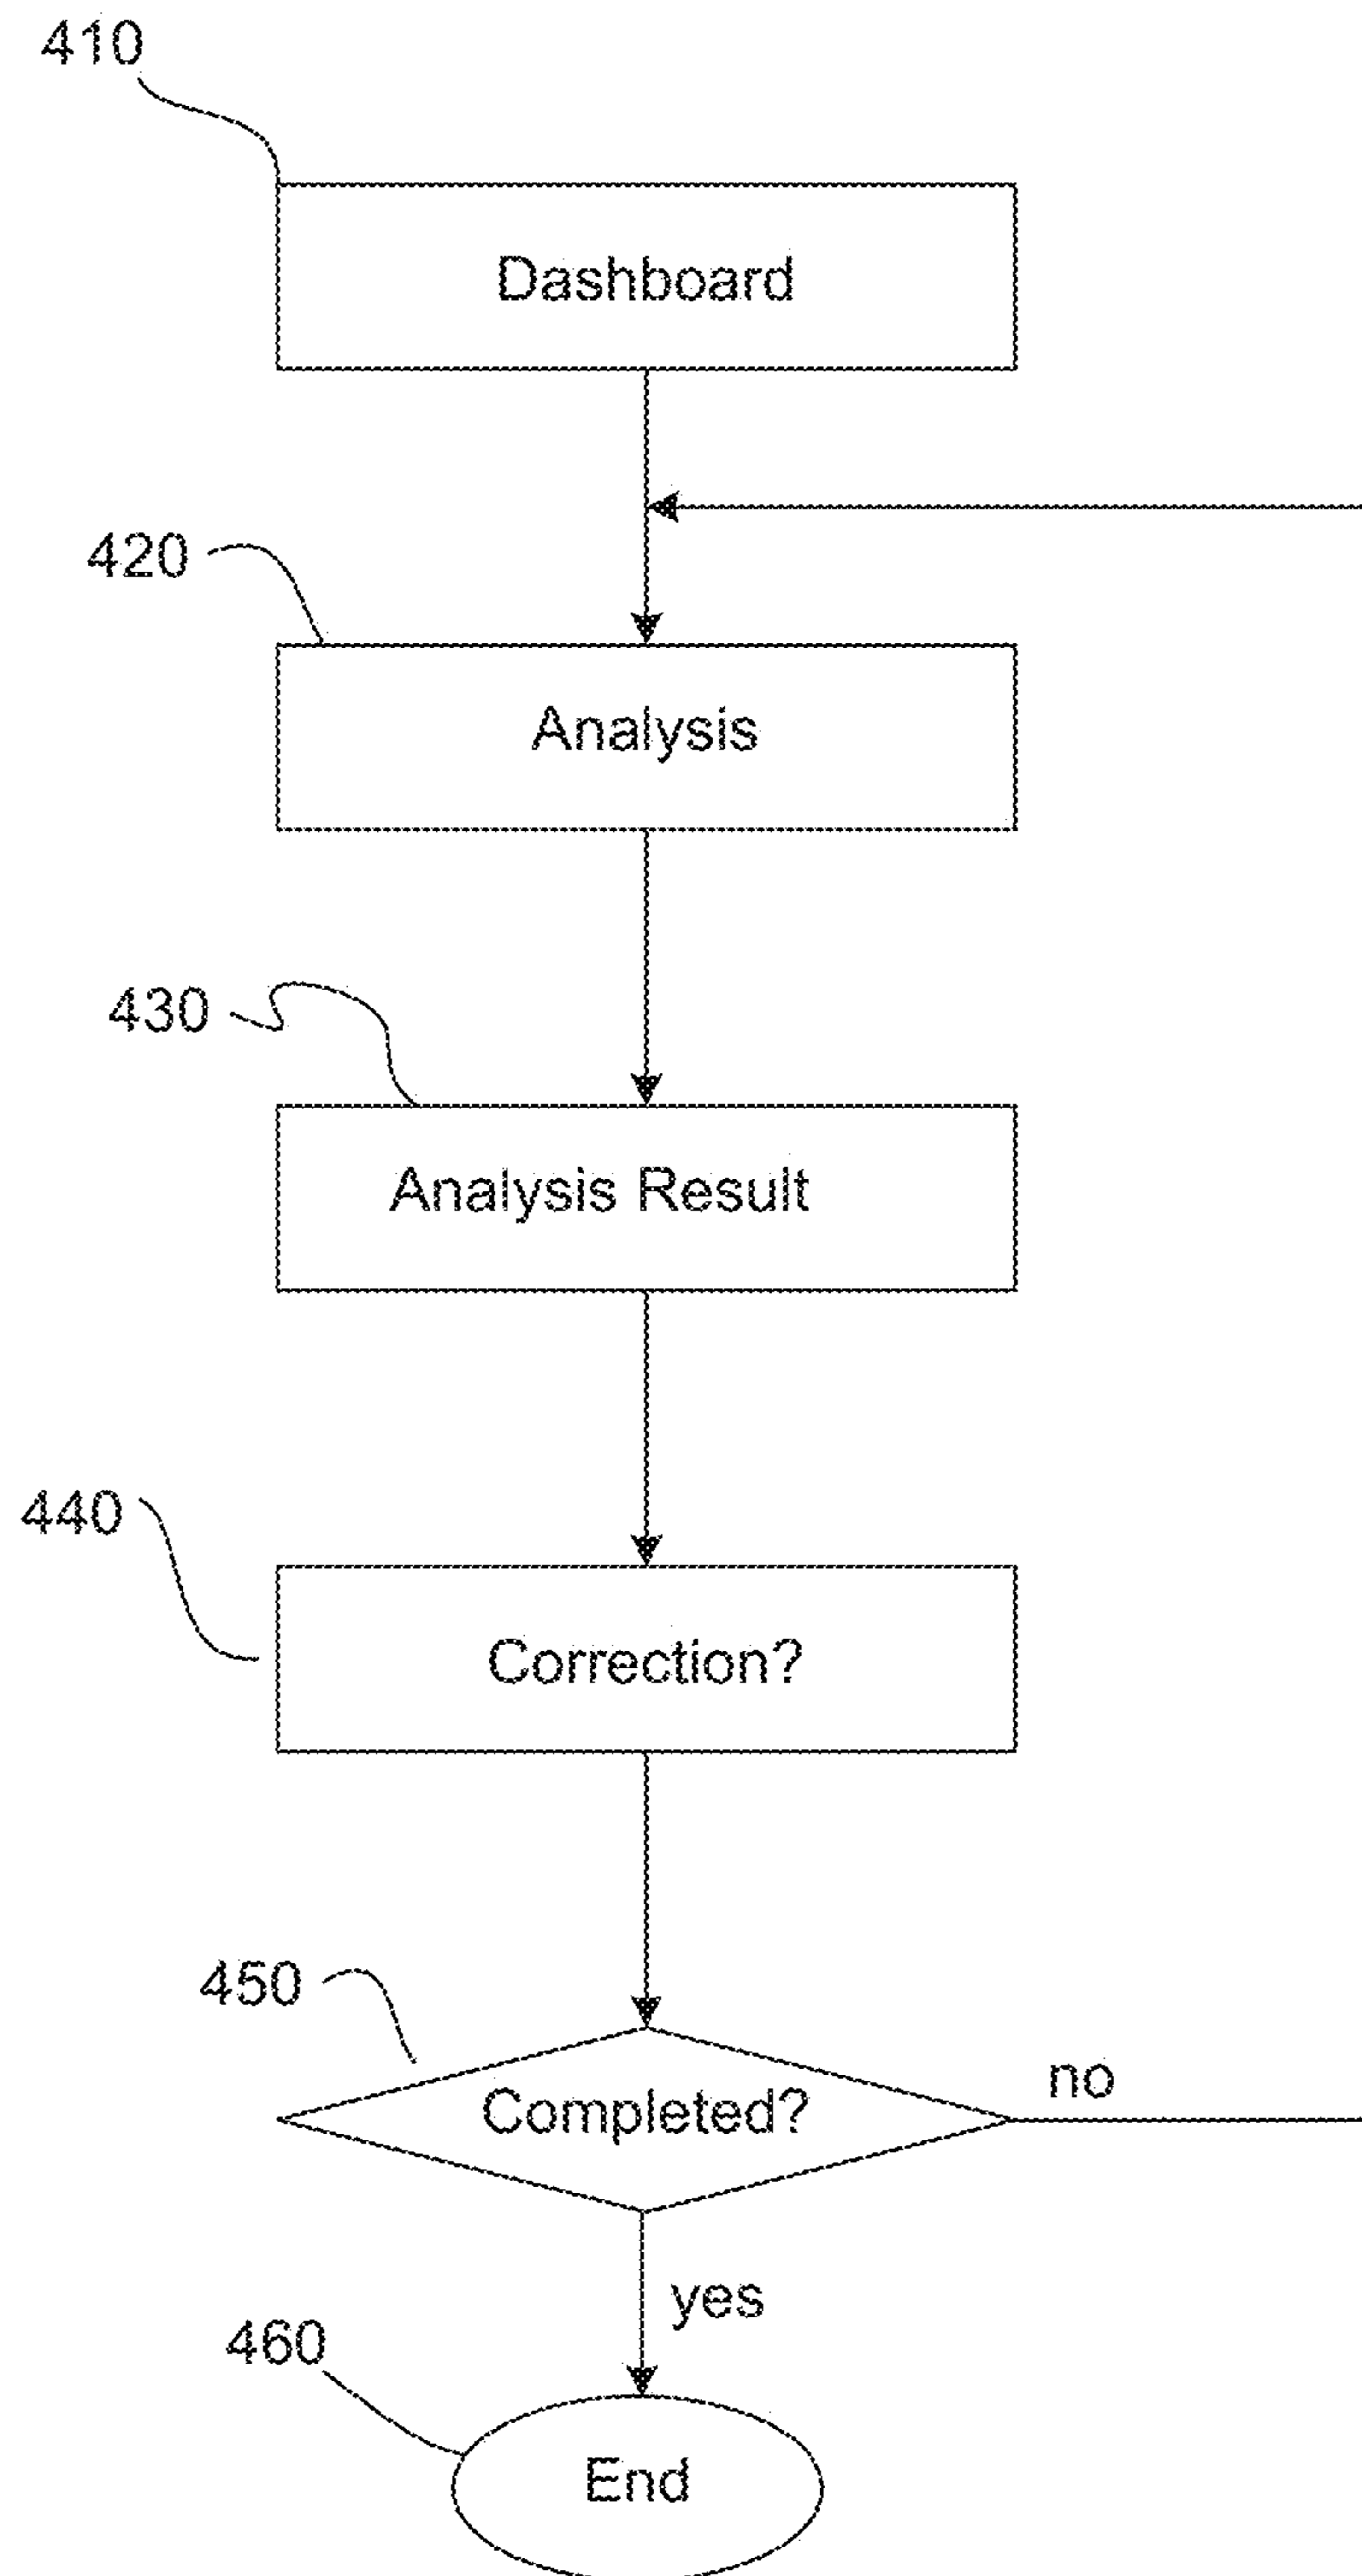 410
Dashboard
420
Analysis
430
Analysis Result
440
Correction?
450
Completed?
no
yes
460
End